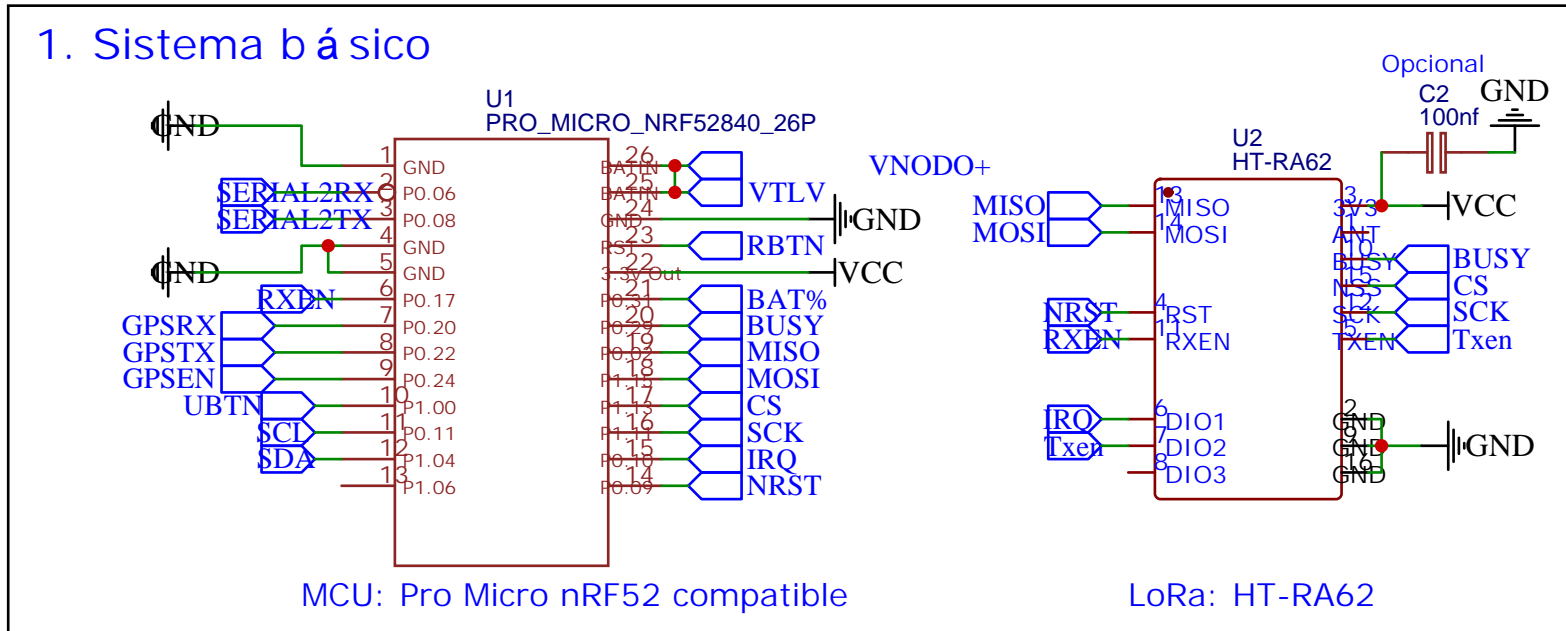 1. Sistema básico
U1
PRO_MICRO_NRF52840_26P
GND
1 GND
SERIAL2RX 2 P0.06
SERIAL2TX 3 P0.08
4 GND
GND 5 GND
RXEN 6 P0.17
GPSRX 7 P0.20
GPSTX 8 P0.22
GPSEN 9 P0.24
UBTN 10 P1.00
SCL 11 P0.11
SDA 12 P1.04
13 P1.06
BATIN 26 VNODO+
BATIN 25 VTLV
GND 24 GND
RST 23 RBTN
3.3V Out 22 VCC
P0.31 21 BAT%
P0.29 20 BUSY
P0.02 19 MISO
P1.15 18 MOSI
P1.13 17 CS
P1.11 16 SCK
P0.10 15 IRQ
P0.09 14 NRST
MCU: Pro Micro nRF52 compatible
Opcional
C2
100nf
GND
U2
HT-RA62
MISO 13 MISO
MOSI 14 MOSI
NRST 4 RST
RXEN 11 RXEN
IRQ 6 DIO1
Txen 7 DIO2
8 DIO3
3V3 3 VCC
ANT 1
BUSY 10 BUSY
NSS 15 CS
SCK 12 SCK
TXEN 5 Txen
GND 2
GND 9 GND
GND 16
LoRa: HT-RA62